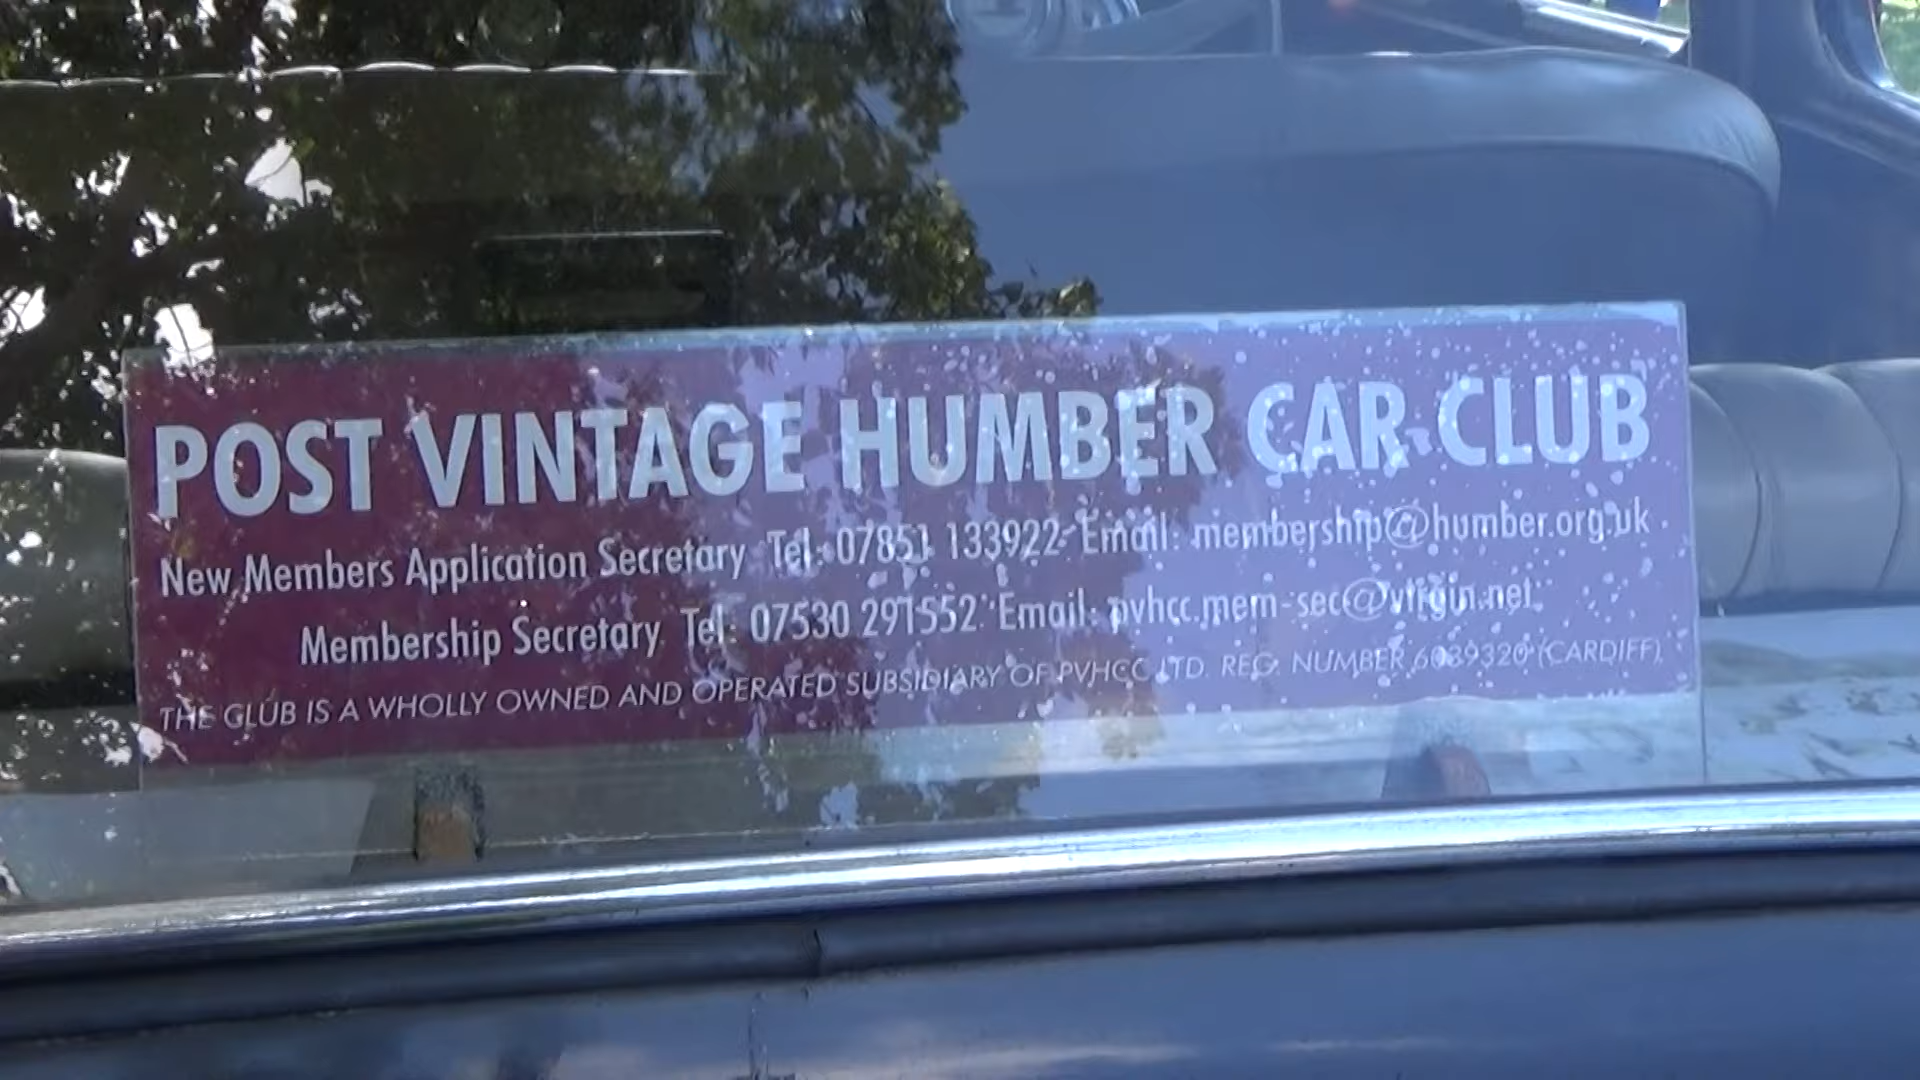 POST VINTAGE HUMBER CAR CLUB
New Members Application Secretary Tel: 07851 133922 Email: membership@humber.org.uk
Membership Secretary Tel: 07530 291552 Email: pvhcc.mem-sec@virgin.net
THE CLUB IS A WHOLLY OWNED AND OPERATED SUBSIDIARY OF PVHCC LTD. REG. NUMBER 6039320 (CARDIFF)